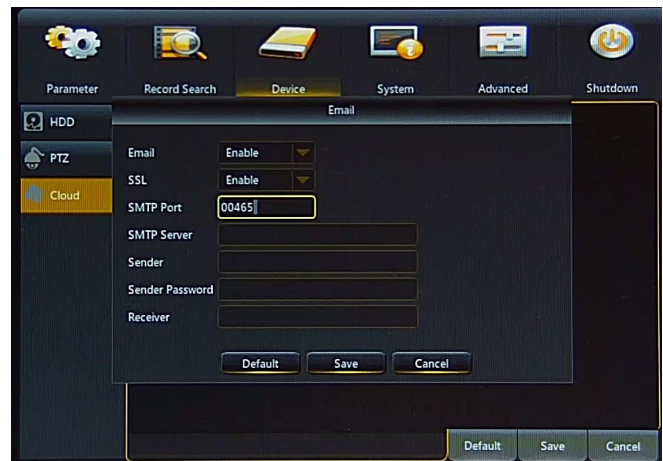 Parameter Record Search Device System Advanced Shutdown
Email
HDD
PTZ
Cloud
Email Enable
SSL Enable
SMTP Port 00465
SMTP Server
Sender
Sender Password
Receiver
Default Save Cancel
Default Save Cancel